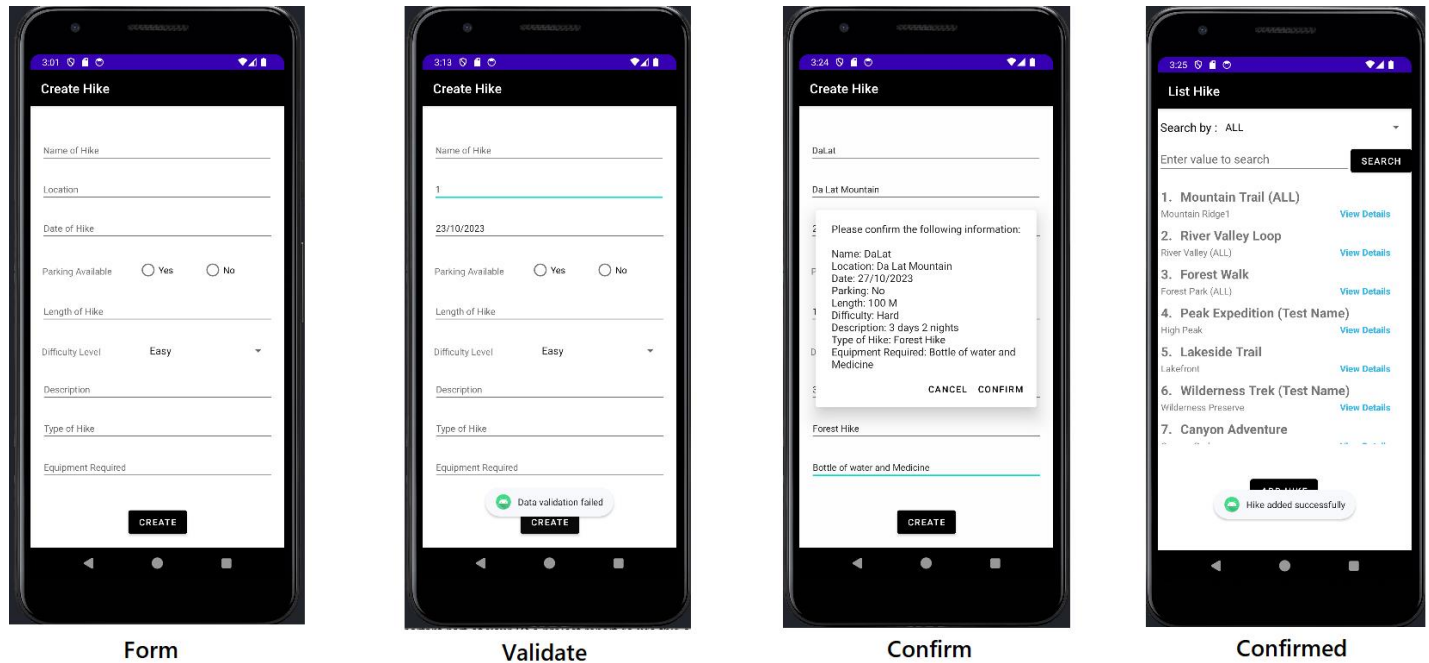 3:01
Create Hike
Name of Hike
Location
Date of Hike
Parking Available Yes No
Length of Hike
Difficulty Level Easy
Description
Type of Hike
Equipment Required
CREATE
Form
3:13
Create Hike
Name of Hike
1
23/10/2023
Parking Available Yes No
Length of Hike
Difficulty Level Easy
Description
Type of Hike
Equipment Required
Data validation failed
CREATE
Validate
3:24
Create Hike
DaLat
Da Lat Mountain
Please confirm the following information:
Name: DaLat
Location: Da Lat Mountain
Date: 27/10/2023
Parking: No
Length: 100 M
Difficulty: Hard
Description: 3 days 2 nights
Type of Hike: Forest Hike
Equipment Required: Bottle of water and
Medicine
CANCEL CONFIRM
Forest Hike
Bottle of water and Medicine
CREATE
Confirm
3:25
List Hike
Search by : ALL
Enter value to search SEARCH
1. Mountain Trail (ALL)
Mountain Ridge1 View Details
2. River Valley Loop
River Valley (ALL) View Details
3. Forest Walk
Forest Park (ALL) View Details
4. Peak Expedition (Test Name)
High Peak View Details
5. Lakeside Trail
Lakefront View Details
6. Wilderness Trek (Test Name)
Wilderness Preserve View Details
7. Canyon Adventure
Hike added successfully
Confirmed